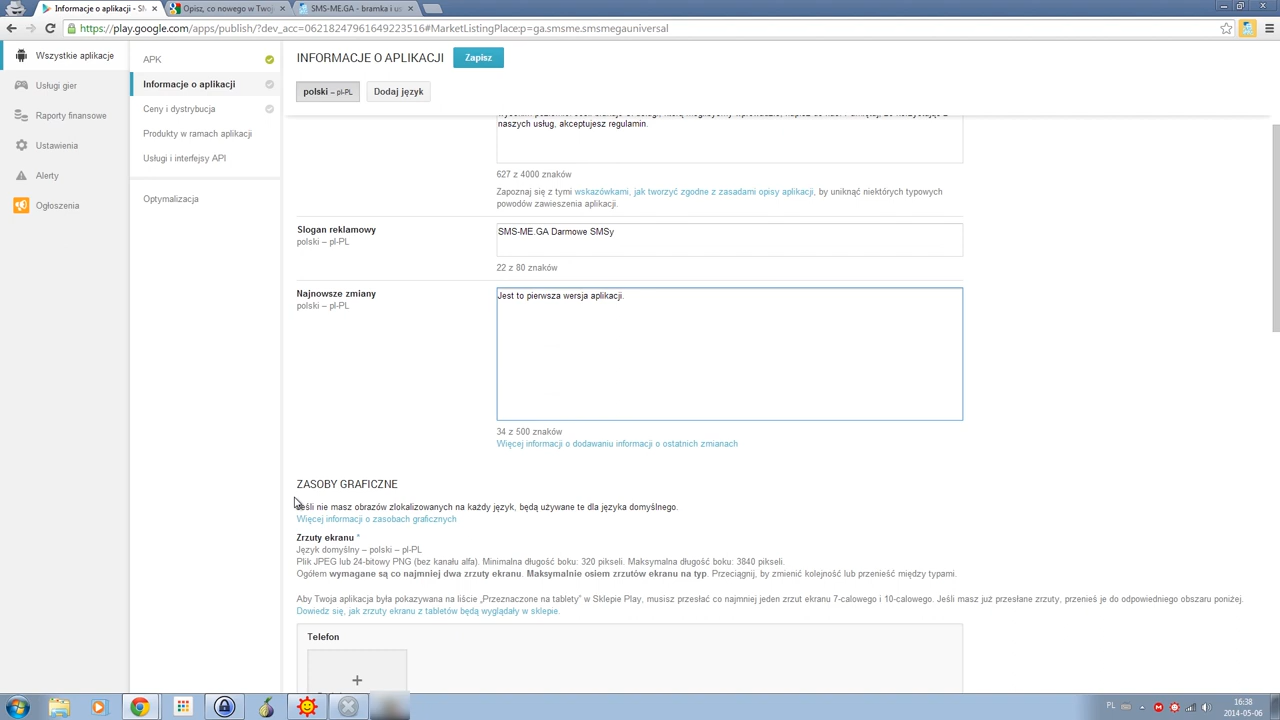 Informacje o aplikacji - SM
Opisz, co nowego w Twoje
SMS-ME.GA - bramka i us
https://play.google.com/apps/publish/?dev_acc=06218247961649223516#MarketListingPlace:p=ga.smsme.smsmegauniversal
Wszystkie aplikacje
Usługi gier
Raporty finansowe
Ustawienia
Alerty
Ogłoszenia
APK
Informacje o aplikacji
Ceny i dystrybucja
Produkty w ramach aplikacji
Usługi i interfejsy API
Optymalizacja
INFORMACJE O APLIKACJI
Zapisz
polski – pl-PL
Dodaj język
naszych usług, akceptujesz regulamin.
627 z 4000 znaków
Zapoznaj się z tymi wskazówkami, jak tworzyć zgodne z zasadami opisy aplikacji, by uniknąć niektórych typowych
powodów zawieszenia aplikacji.
Slogan reklamowy
polski – pl-PL
SMS-ME.GA Darmowe SMSy
22 z 80 znaków
Najnowsze zmiany
polski – pl-PL
Jest to pierwsza wersja aplikacji.
34 z 500 znaków
Więcej informacji o dodawaniu informacji o ostatnich zmianach
ZASOBY GRAFICZNE
Jeśli nie masz obrazów zlokalizowanych na każdy język, będą używane te dla języka domyślnego.
Więcej informacji o zasobach graficznych
Zrzuty ekranu *
Język domyślny – polski – pl-PL
Plik JPEG lub 24-bitowy PNG (bez kanału alfa). Minimalna długość boku: 320 pikseli. Maksymalna długość boku: 3840 pikseli.
Ogółem wymagane są co najmniej dwa zrzuty ekranu. Maksymalnie osiem zrzutów ekranu na typ. Przeciągnij, by zmienić kolejność lub przenieść między typami.
Aby Twoja aplikacja była pokazywana na liście „Przeznaczone na tablety” w Sklepie Play, musisz przesłać co najmniej jeden zrzut ekranu 7-calowego i 10-calowego. Jeśli masz już przesłane zrzuty, przenieś je do odpowiedniego obszaru poniżej.
Dowiedz się, jak zrzuty ekranu z tabletów będą wyglądały w sklepie.
Telefon
+
PL
16:38
2014-05-06